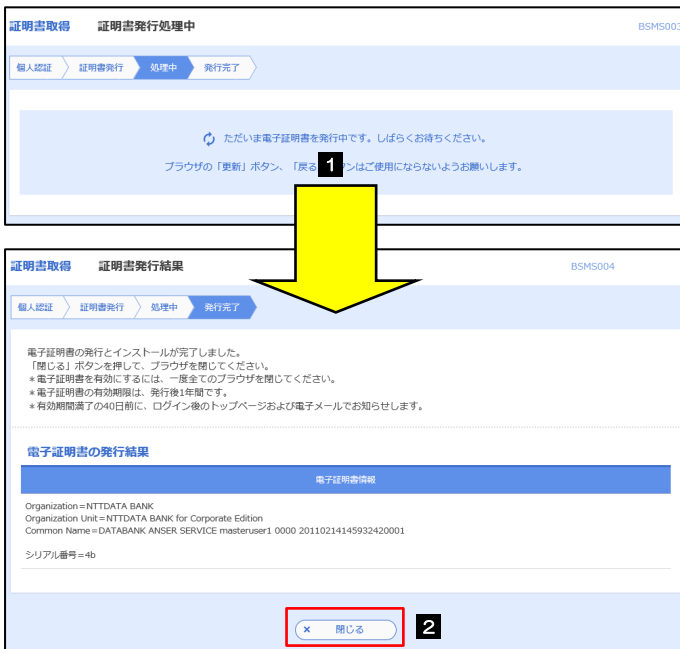 証明書取得 証明書発行処理中 BSMS003
個人認証 証明書発行 処理中 発行完了
ただいま電子証明書を発行中です。しばらくお待ちください。
ブラウザの「更新」ボタン、「戻る 1 ンはご使用にならないようお願いします。
証明書取得 証明書発行結果 BSMS004
個人認証 証明書発行 処理中 発行完了
電子証明書の発行とインストールが完了しました。
「閉じる」ボタンを押して、ブラウザを閉じてください。
*電子証明書を有効にするには、一度全てのブラウザを閉じてください。
*電子証明書の有効期限は、発行後1年間です。
*有効期間満了の40日前に、ログイン後のトップページおよび電子メールでお知らせします。
電子証明書の発行結果
電子証明書情報
Organization=NTTDATA BANK
Organization Unit=NTTDATA BANK for Corporate Edition
Common Name=DATABANK ANSER SERVICE masteruser1 0000 20110214145932420001
シリアル番号=4b
× 閉じる 2